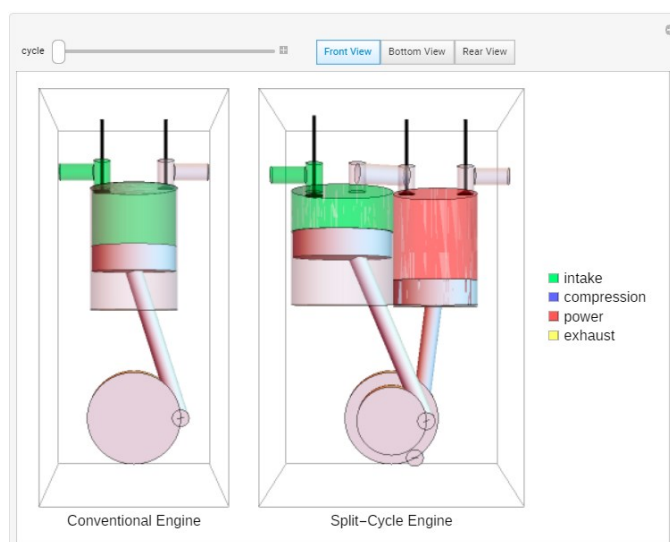 cycle
Front View
Bottom View
Rear View
intake
compression
power
exhaust
Conventional Engine
Split-Cycle Engine